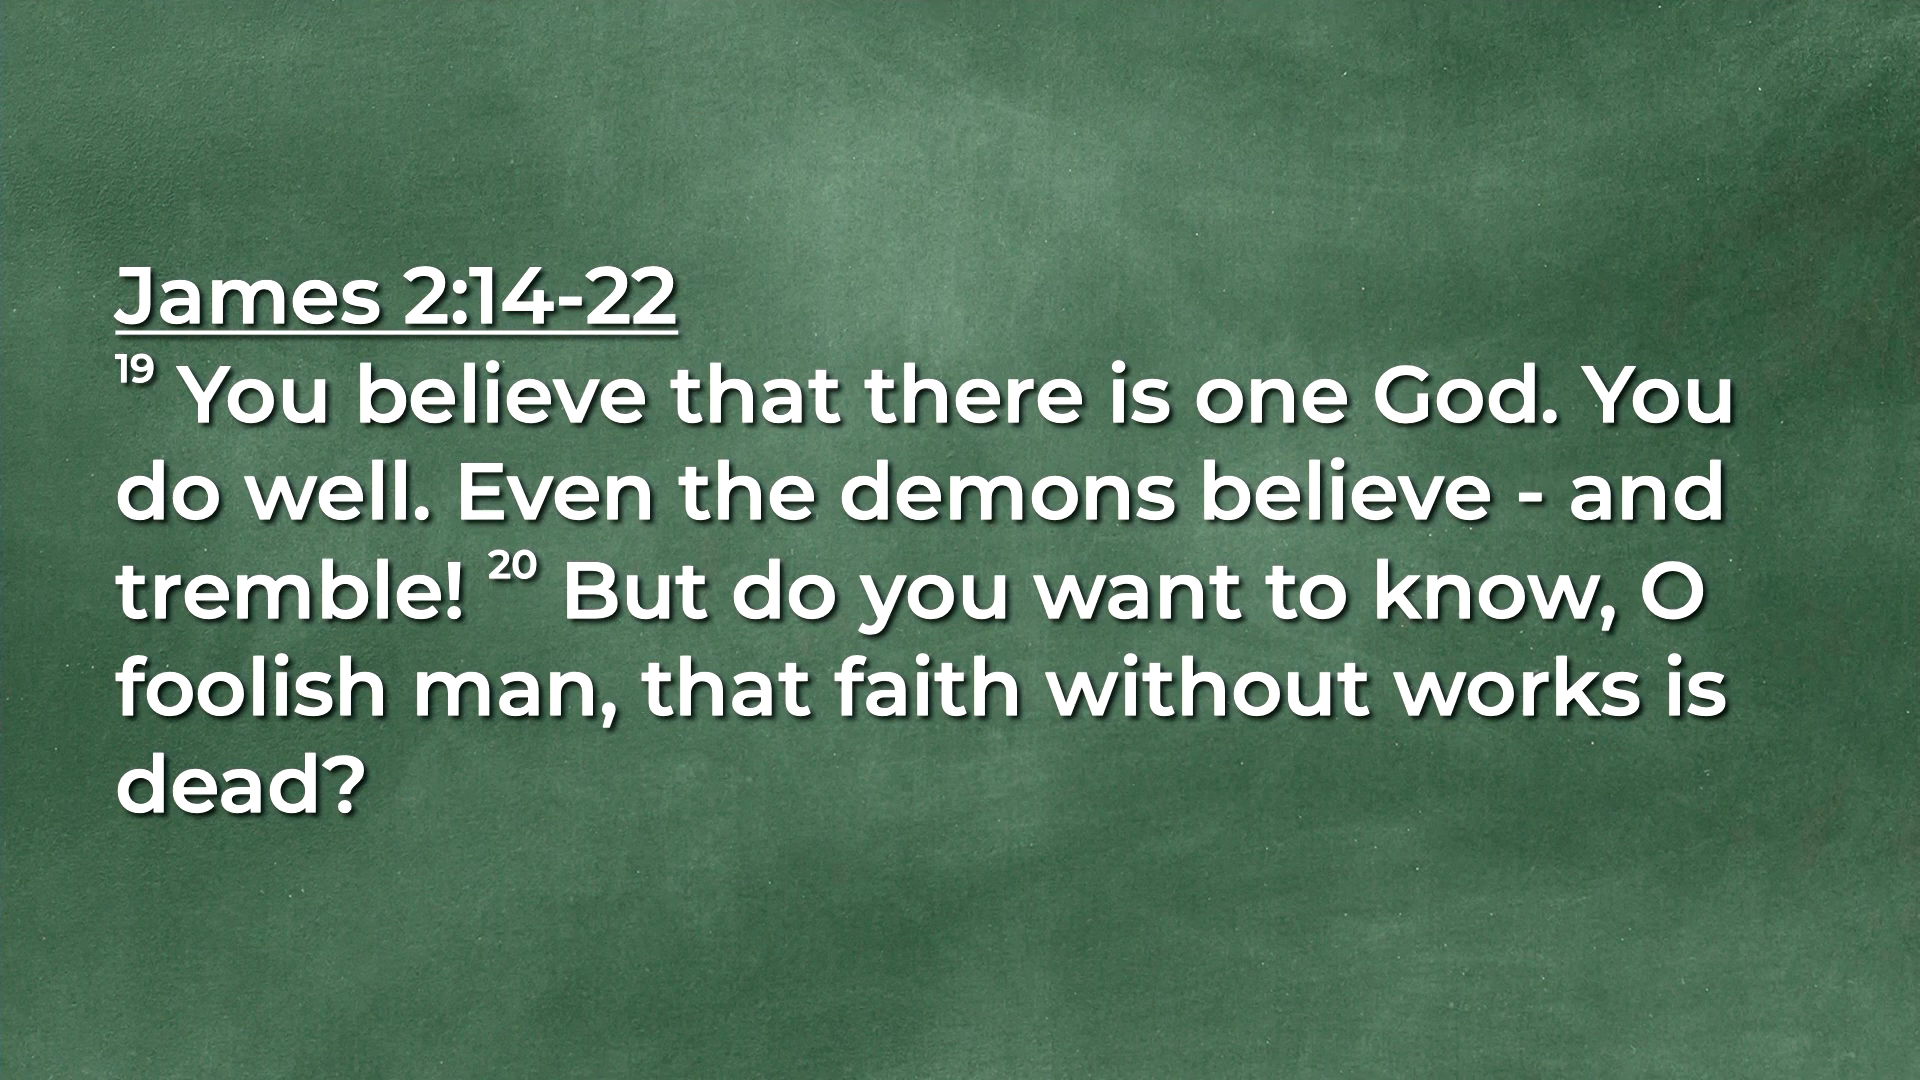 James 2:14-22
19 You believe that there is one God. You
do well. Even the demons believe - and
tremble! 20 But do you want to know, O
foolish man, that faith without works is
dead?